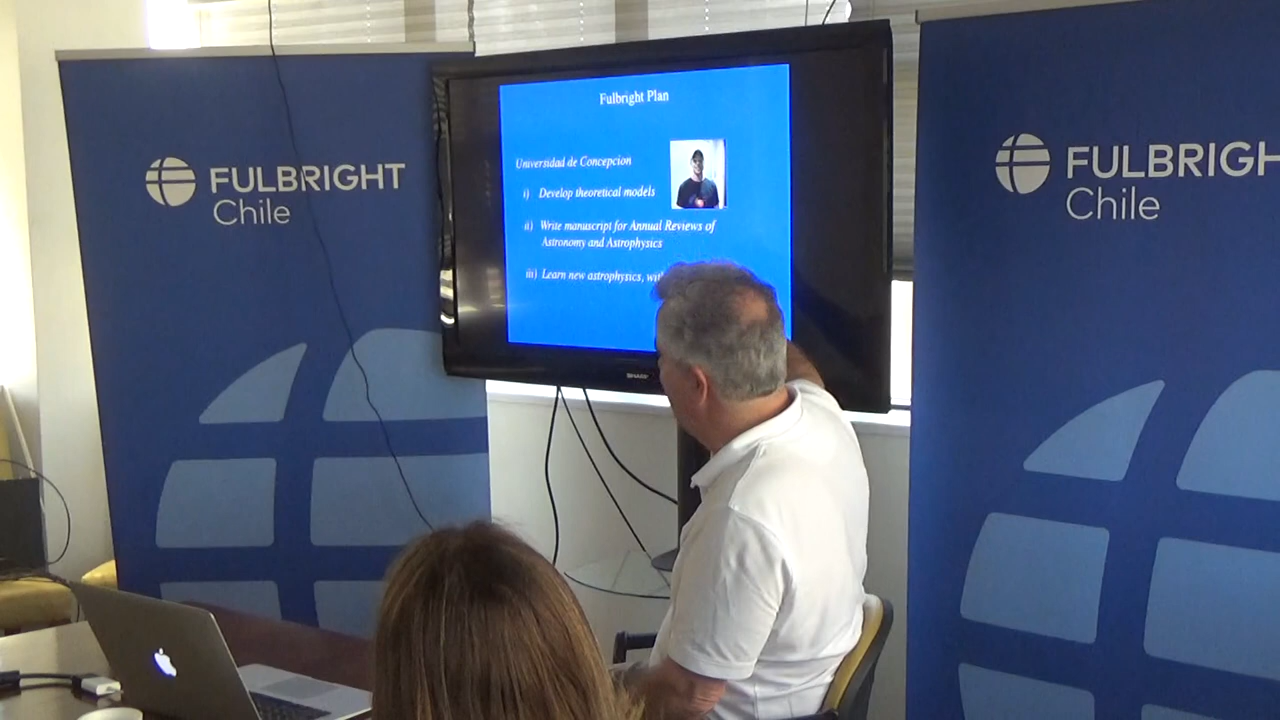 FULBRIGHT
Chile
Fulbright Plan
Universidad de Concepcion
i) Develop theoretical models
ii) Write manuscript for Annual Reviews of
Astronomy and Astrophysics
iii) Learn new astrophysics,
SHARP
FULBRIGH
Chile